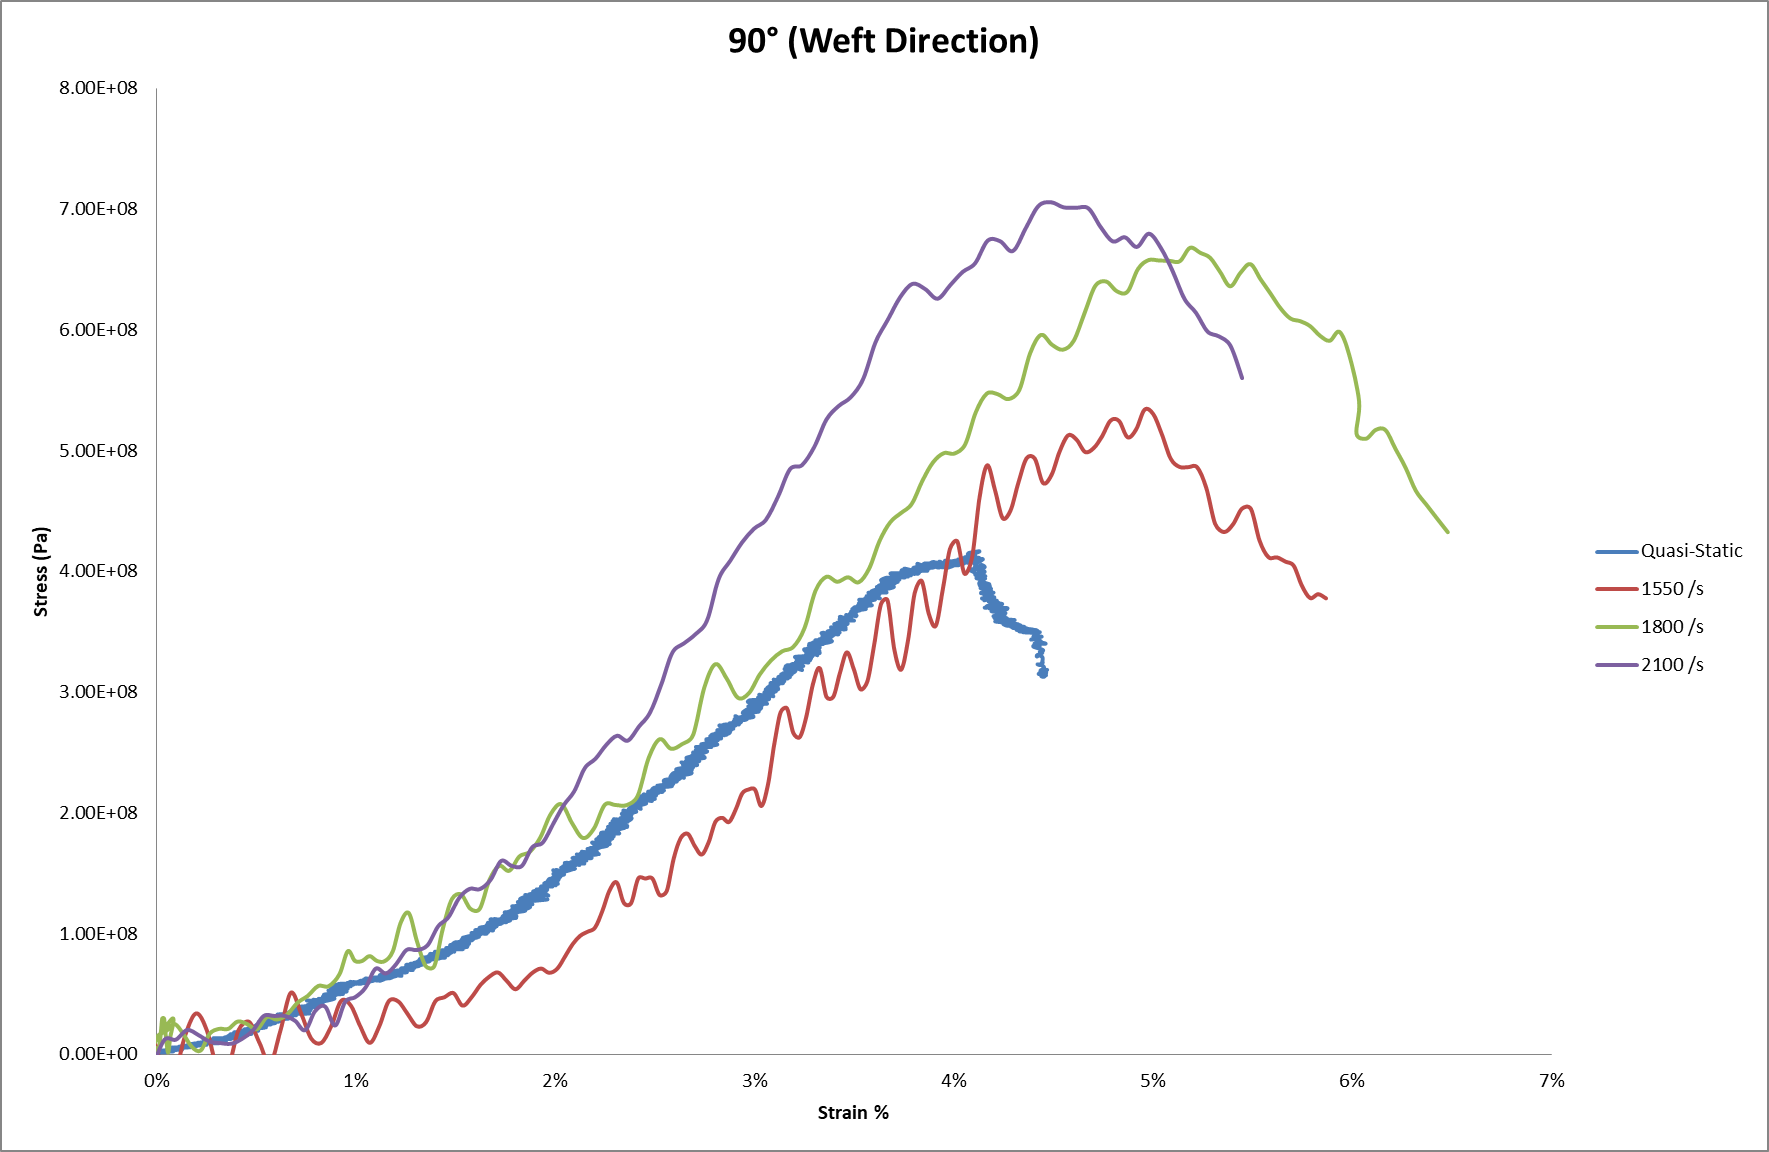 90° (Weft Direction)
8.00E+08
7.00E+08
6.00E+08
5.00E+08
4.00E+08
3.00E+08
2.00E+08
1.00E+08
0.00E+00
Stress (Pa)
0% 1% 2% 3% 4% 5% 6% 7%
Strain %
Quasi-Static
1550 /s
1800 /s
2100 /s